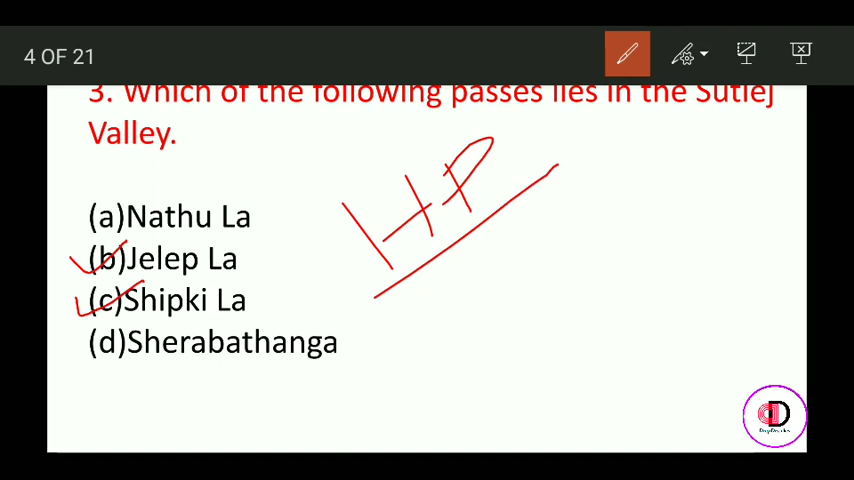 4 OF 21
3. Which of the following passes lies in the Sutlej
Valley.
HP
(a)Nathu La
(b)Jelep La
(c)Shipki La
(d)Sherabathanga